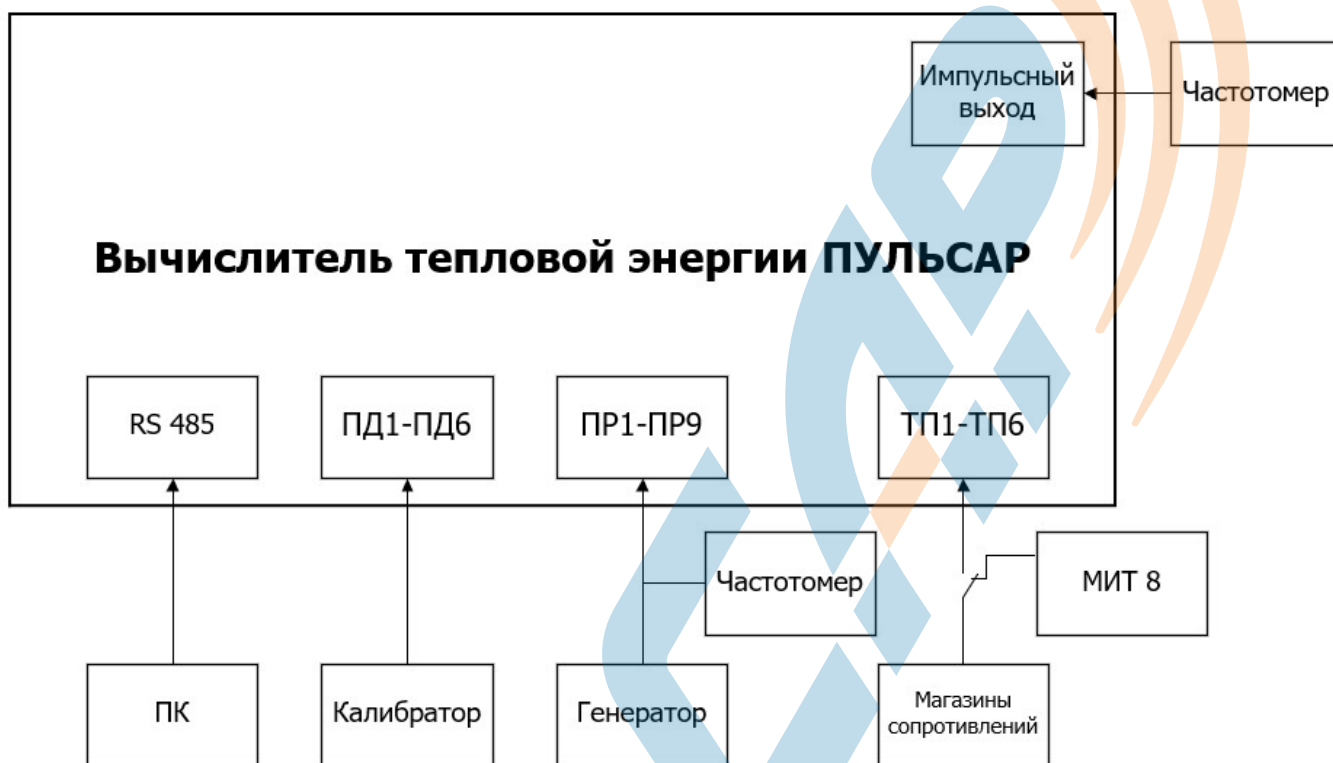 Импульсный
выход
Частотомер
Вычислитель тепловой энергии ПУЛЬСАР
RS 485
ПД1-ПД6
ПР1-ПР9
ТП1-ТП6
Частотомер
МИТ 8
ПК
Калибратор
Генератор
Магазины
сопротивлений